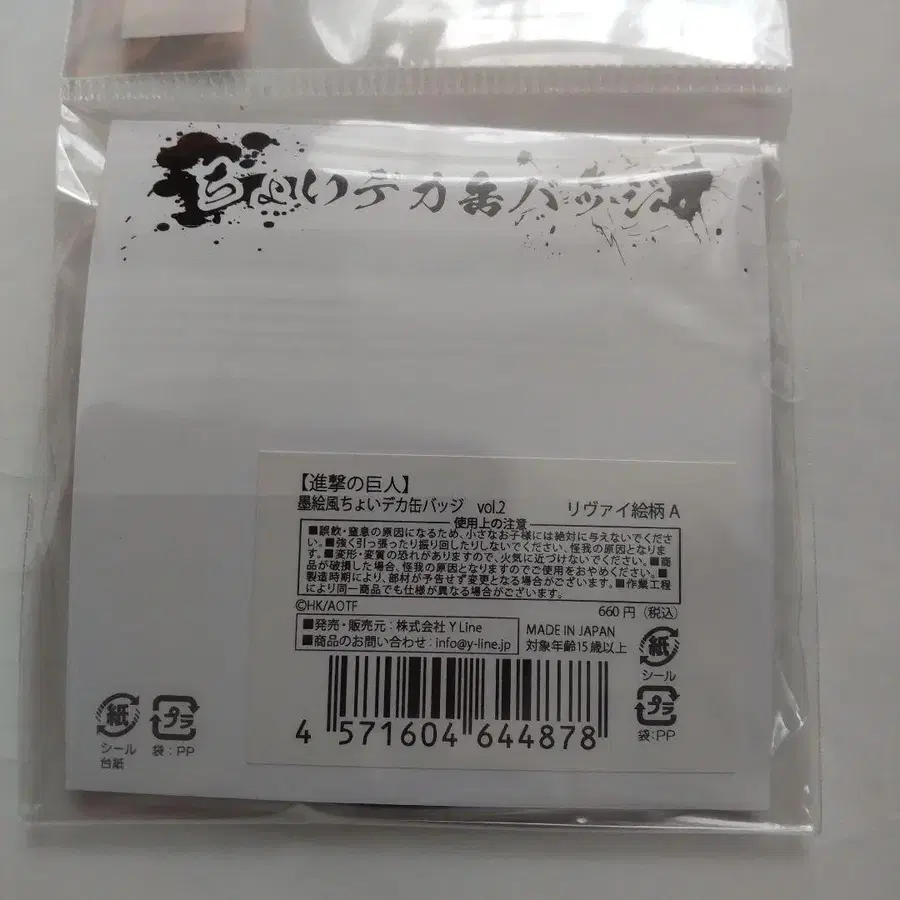 ちょいデカ缶バッジ
【進撃の巨人】
墨絵風ちょいデカ缶バッジ vol.2 リヴァイ絵柄 A
使用上の注意
■誤飲・窒息の原因になるため、小さなお子様には絶対に与えないでくださ
い。■強く引っ張ったり振り回したりしないでください、怪我の原因となりま
す。■変形・変質の恐れがありますので、火気に近づけないでください。■商
品が破損した場合、怪我の原因となりますのでご使用をおやめください。■
製造時期により、部材が予告せず変更となる場合がございます。■作業工程
により同一商品でも仕様が異なる場合がございます。
©HK/AOTF 660円(税込)
■発売・販売元:株式会社 Y Line
■商品のお問い合わせ:info@y-line.jp
MADE IN JAPAN
対象年齢15歳以上
紙
シール
プラ
袋:PP
4 571604 644878
紙
シール
台紙
プラ
袋:PP